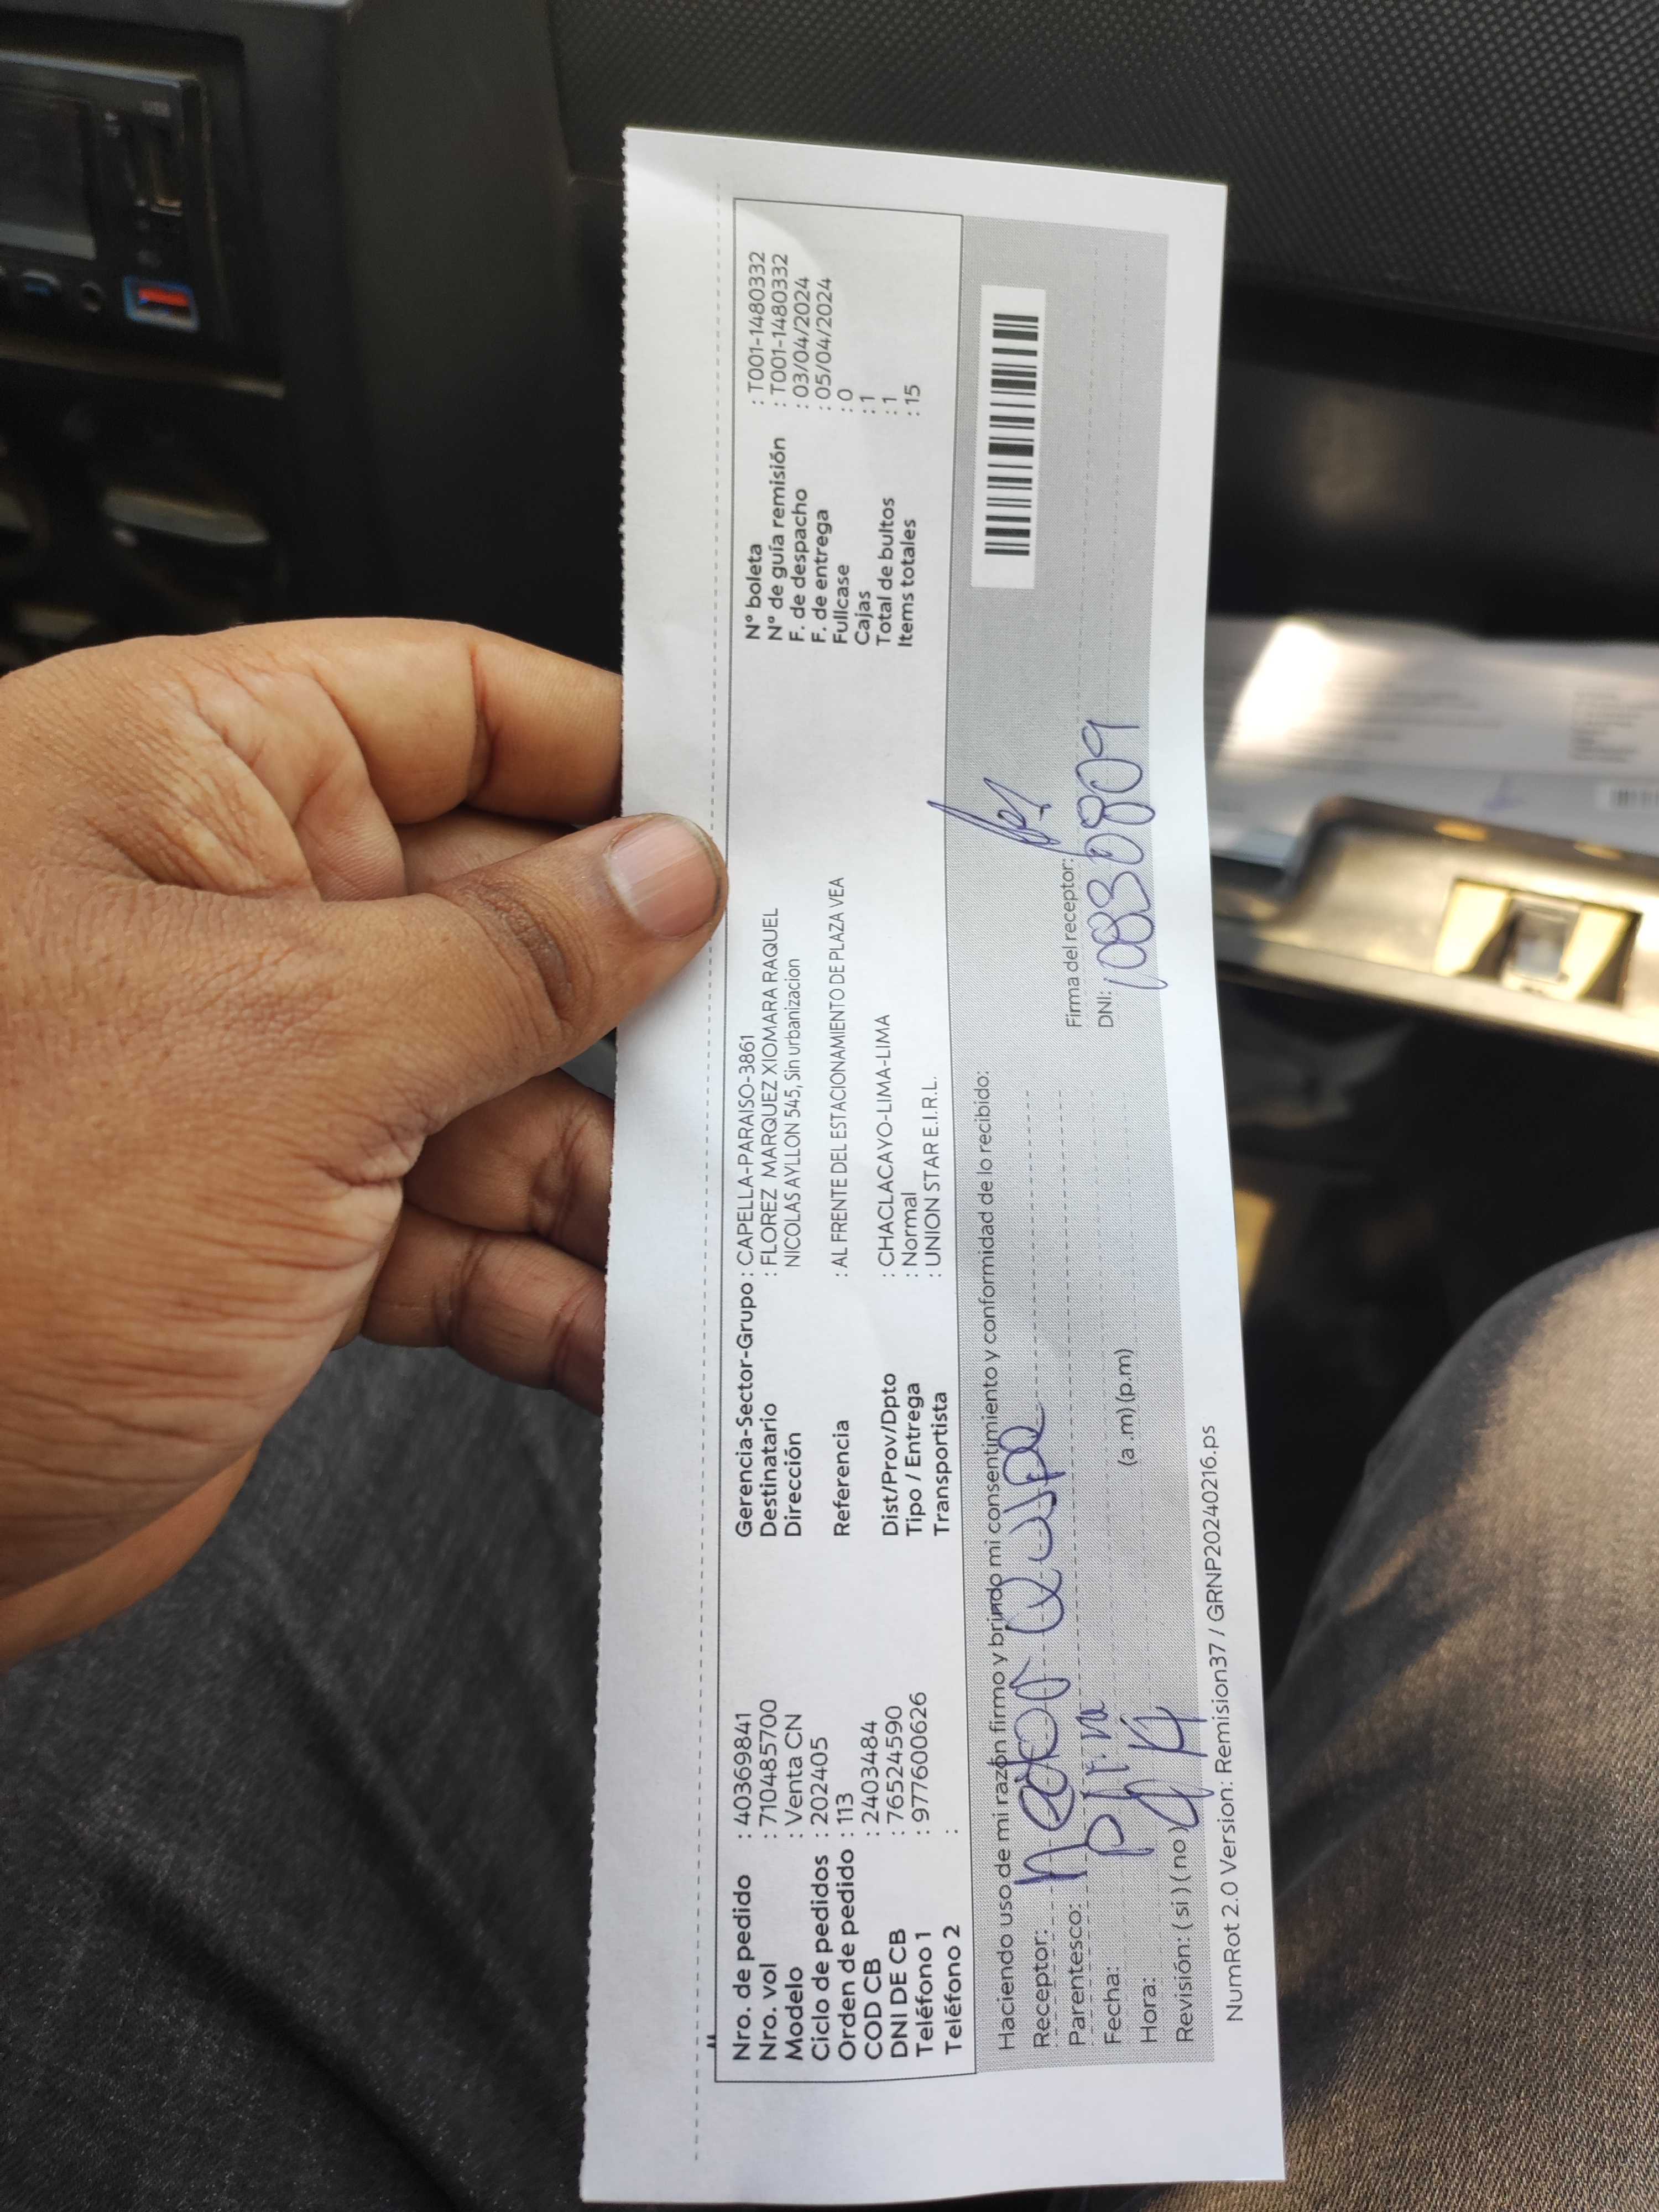 Nro. de pedido : 40369841
Nro. vol : 710485700
Modelo : Venta CN
Ciclo de pedidos : 202405
Orden de pedido : 113
COD CB : 2403484
DNI DE CB : 76524590
Teléfono 1 : 977600626
Teléfono 2 :
Gerencia-Sector-Grupo : CAPELLA-PARAISO-3861
Destinatario : FLOREZ MARQUEZ XIOMARA RAQUEL
Dirección NICOLAS AYLLON 545, Sin urbanizacion
Referencia : AL FRENTE DEL ESTACIONAMIENTO DE PLAZA VEA
Dist/Prov/Dpto : CHACLACAYO-LIMA-LIMA
Tipo / Entrega : Normal
Transportista : UNION STAR E.I.R.L.
N° boleta : T001-1480332
N° de guía remisión : T001-1480332
F. de despacho : 03/04/2024
F. de entrega : 05/04/2024
Fullcase : 0
Cajas : 1
Total de bultos : 1
Items totales : 15
Haciendo uso de mi razón firmo y brindo mi consentimiento y conformidad de lo recibido:
Receptor:
Parentesco:
Fecha:
Hora: (a .m) (p.m)
Revisión: ( si ) ( no )
Firma del receptor:
DNI:
NumRot 2.0 Version: Remision37 / GRNP20240216.ps